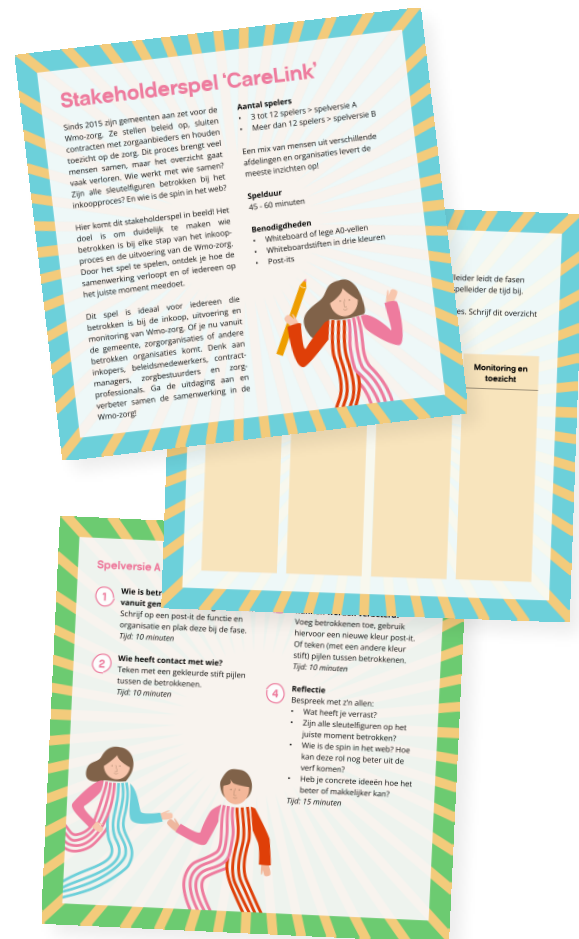 Stakeholderspel ‘CareLink’
Sinds 2015 zijn gemeenten aan zet voor de
Wmo-zorg. Ze stellen beleid op, sluiten
contracten met zorgaanbieders en houden
toezicht op de zorg. Dit proces brengt veel
mensen samen, maar het overzicht gaat
vaak verloren. Wie werkt met wie samen?
Zijn alle sleutelfiguren betrokken bij het
inkoopproces? En wie is de spin in het web?
Hier komt dit stakeholderspel in beeld! Het
doel is om duidelijk te maken wie
betrokken is bij elke stap van het inkoop-
proces en de uitvoering van de Wmo-zorg.
Door het spel te spelen, ontdek je hoe de
samenwerking verloopt en of iedereen op
het juiste moment meedoet.
Dit spel is ideaal voor iedereen die
betrokken is bij de inkoop, uitvoering en
monitoring van Wmo-zorg. Of je nu vanuit
de gemeente, zorgorganisaties of andere
betrokken organisaties komt. Denk aan
inkopers, beleidsmedewerkers, contract-
managers, zorgbestuurders en zorg-
professionals. Ga de uitdaging aan en
verbeter samen de samenwerking in de
Wmo-zorg!
Aantal spelers
• 3 tot 12 spelers > spelversie A
• Meer dan 12 spelers > spelversie B
Een mix van mensen uit verschillende
afdelingen en organisaties levert de
meeste inzichten op!
Spelduur
45 - 60 minuten
Benodigdheden
• Whiteboard of lege A0-vellen
• Whiteboardstiften in drie kleuren
• Post-its
leider leidt de fasen
spelleider de tijd bij.
es. Schrijf dit overzicht
Monitoring en
toezicht
Spelversie A
1 Wie is betr
vanuit gem
Schrijf op een post-it de functie en
organisatie en plak deze bij de fase.
Tijd: 10 minuten
2 Wie heeft contact met wie?
Teken met een gekleurde stift pijlen
tussen de betrokkenen.
Tijd: 10 minuten
Voeg betrokkenen toe, gebruik
hiervoor een nieuwe kleur post-it.
Of teken (met een andere kleur
stift) pijlen tussen betrokkenen.
Tijd: 10 minuten
4 Reflectie
Bespreek met z'n allen:
• Wat heeft je verrast?
• Zijn alle sleutelfiguren op het
juiste moment betrokken?
• Wie is de spin in het web? Hoe
kan deze rol nog beter uit de
verf komen?
• Heb je concrete ideeën hoe het
beter of makkelijker kan?
Tijd: 15 minuten